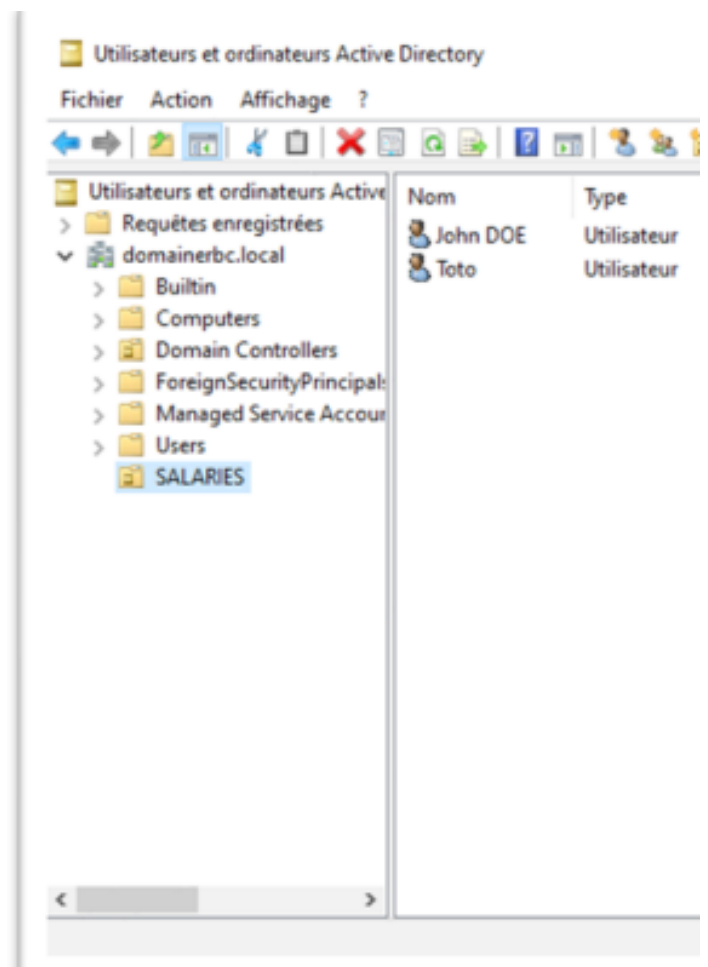 Utilisateurs et ordinateurs Active Directory
Fichier Action Affichage ?
Utilisateurs et ordinateurs Active
Requêtes enregistrées
domainerbc.local
Builtin
Computers
Domain Controllers
ForeignSecurityPrincipals
Managed Service Accour
Users
SALARIES
Nom Type
John DOE Utilisateur
Toto Utilisateur